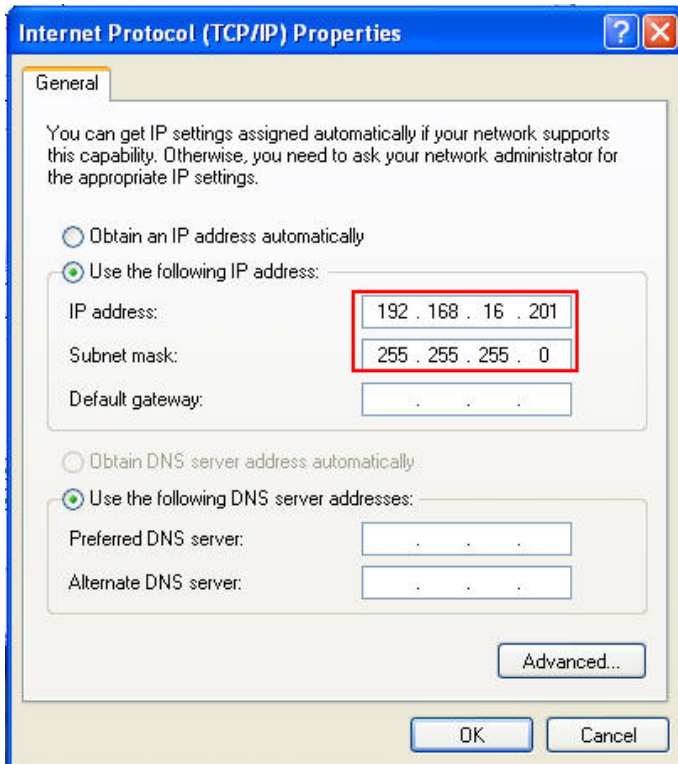 Internet Protocol (TCP/IP) Properties
General
You can get IP settings assigned automatically if your network supports
this capability. Otherwise, you need to ask your network administrator for
the appropriate IP settings.
Obtain an IP address automatically
Use the following IP address:
IP address: 192 . 168 . 16 . 201
Subnet mask: 255 . 255 . 255 . 0
Default gateway: . . .
Obtain DNS server address automatically
Use the following DNS server addresses:
Preferred DNS server: . . .
Alternate DNS server: . . .
Advanced...
OK Cancel